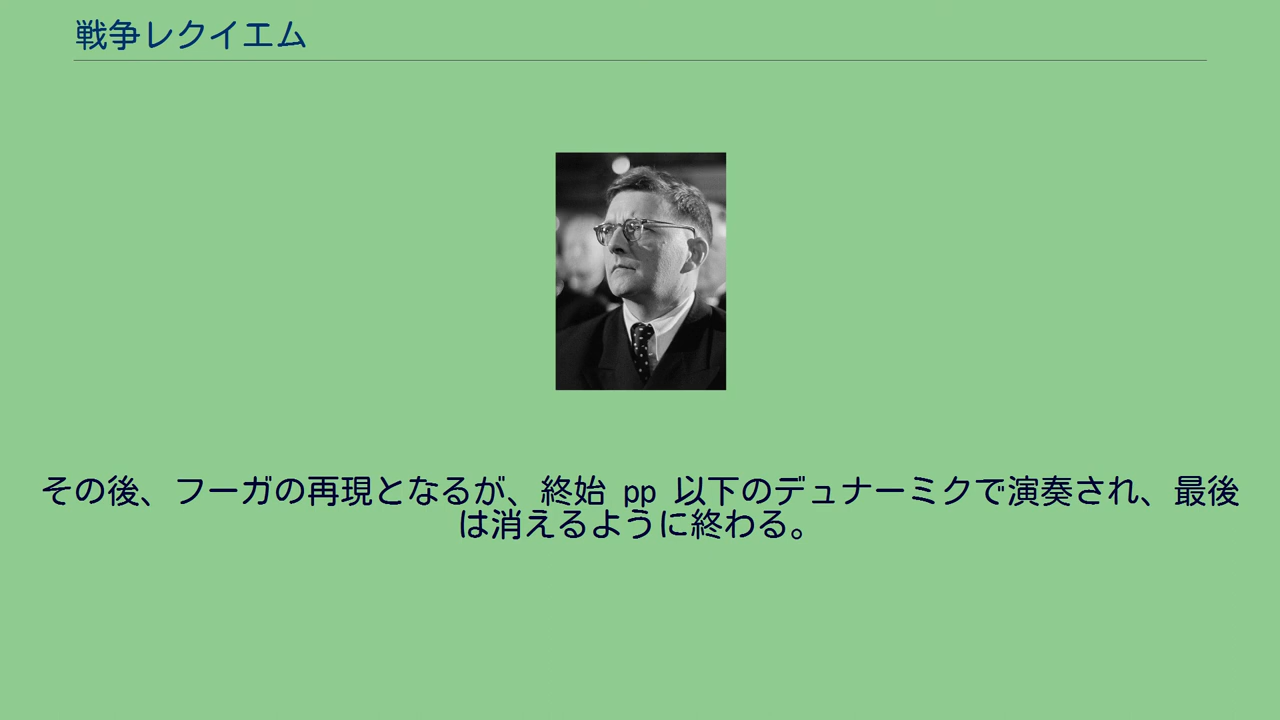 戦争レクイエム
その後、フーガの再現となるが、終始 pp 以下のデュナーミクで演奏され、最後
は消えるように終わる。